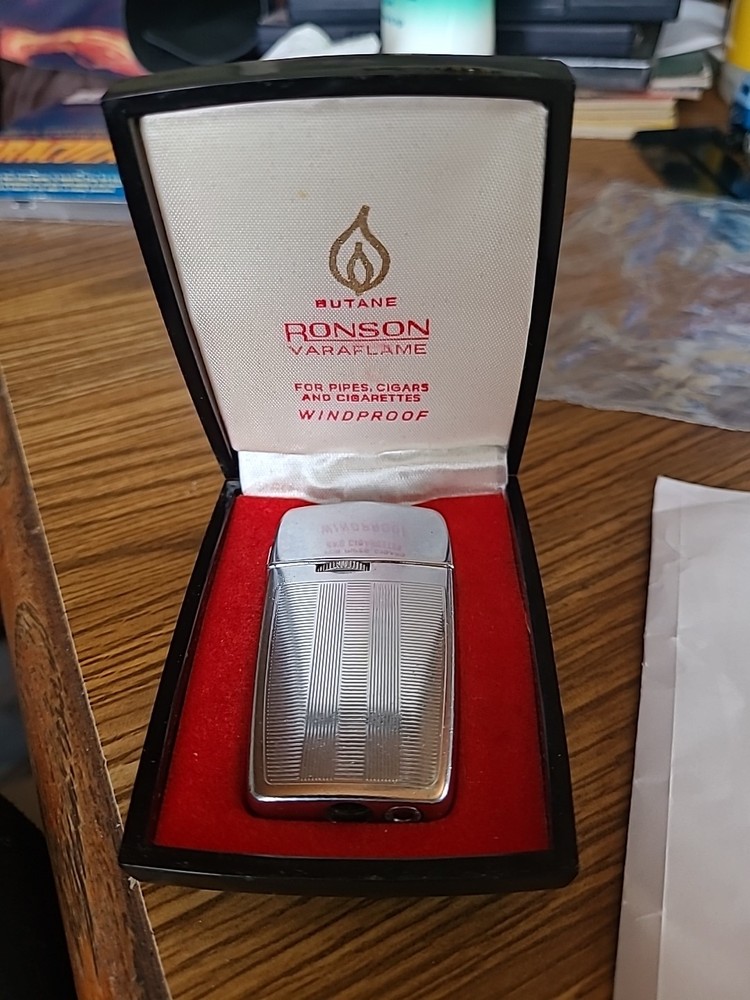 BUTANE
RONSON
VARAFLAME
FOR PIPES, CIGARS
AND CIGARETTES
WINDPROOF